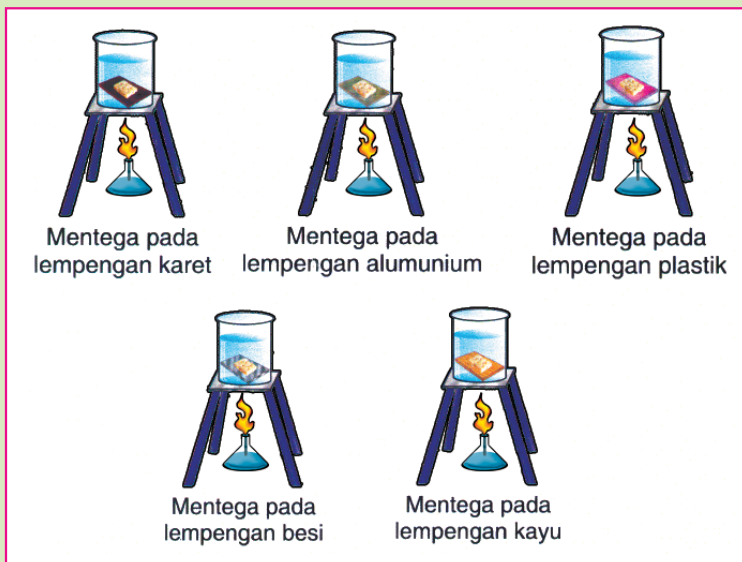 Mentega pada
lempengan karet
Mentega pada
lempengan alumunium
Mentega pada
lempengan plastik
Mentega pada
lempengan besi
Mentega pada
lempengan kayu